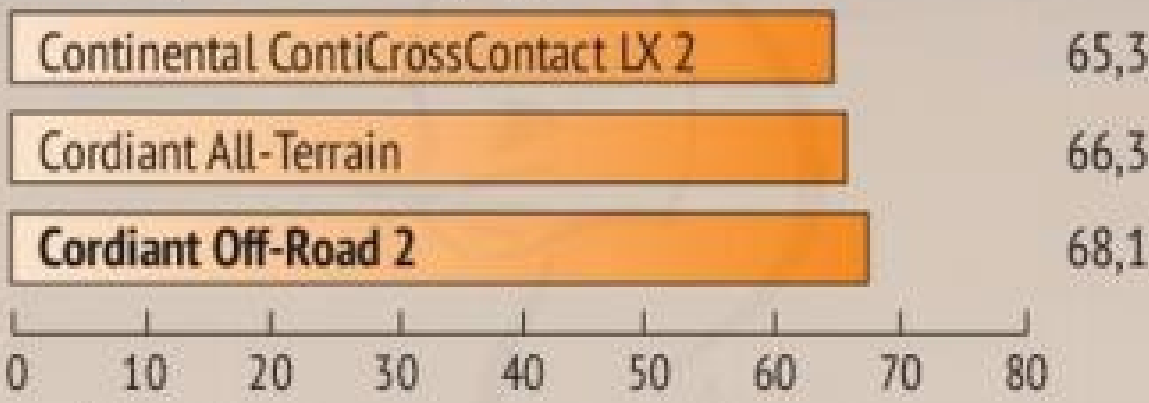 Continental ContiCrossContact LX 2 65,3
Cordiant All-Terrain 66,3
Cordiant Off-Road 2 68,1
0 10 20 30 40 50 60 70 80